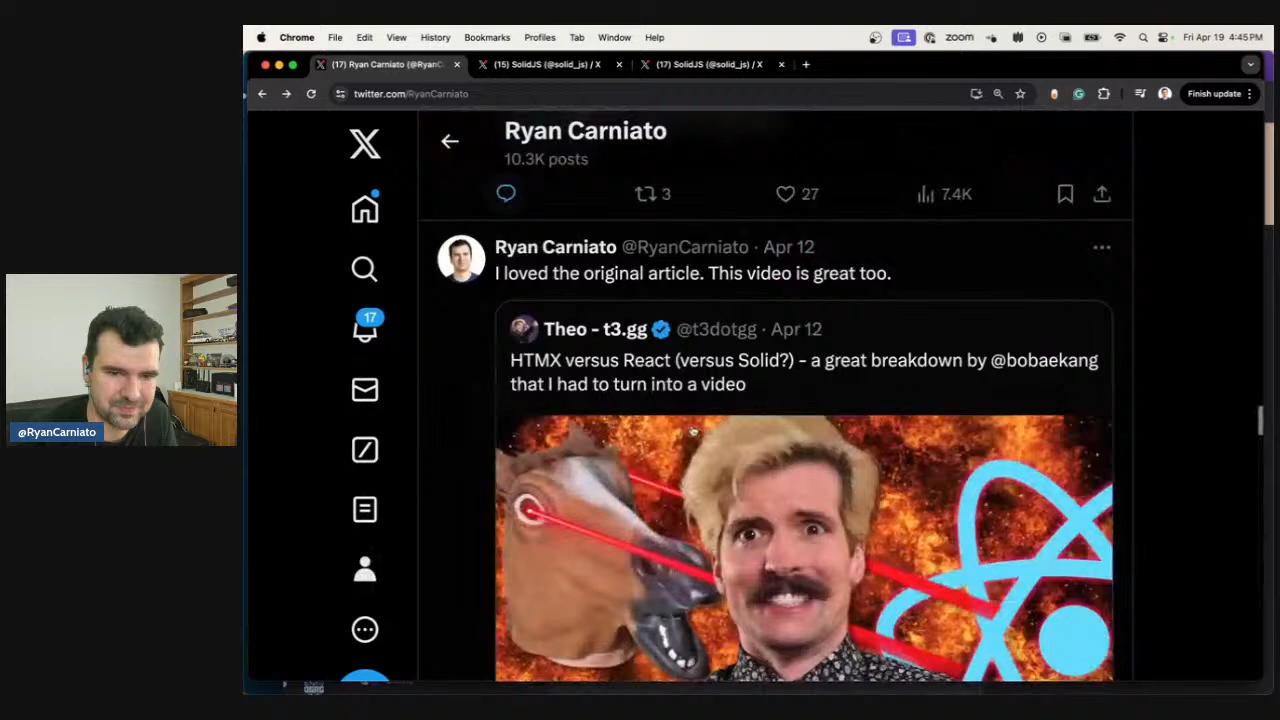 Chrome File Edit View History Bookmarks Profiles Tab Window Help
zoom
Fri Apr 19 4:45PM
(17) Ryan Carniato (@RyanC
(15) SolidJS (@solid_js) / X
(17) SolidJS (@solid_js) / X
twitter.com/RyanCarniato
Finish update
Ryan Carniato
10.3K posts
3
27
7.4K
Ryan Carniato @RyanCarniato · Apr 12
I loved the original article. This video is great too.
17
Theo - t3.gg @t3dotgg · Apr 12
HTMX versus React (versus Solid?) - a great breakdown by @bobaekang
that I had to turn into a video
@RyanCarniato